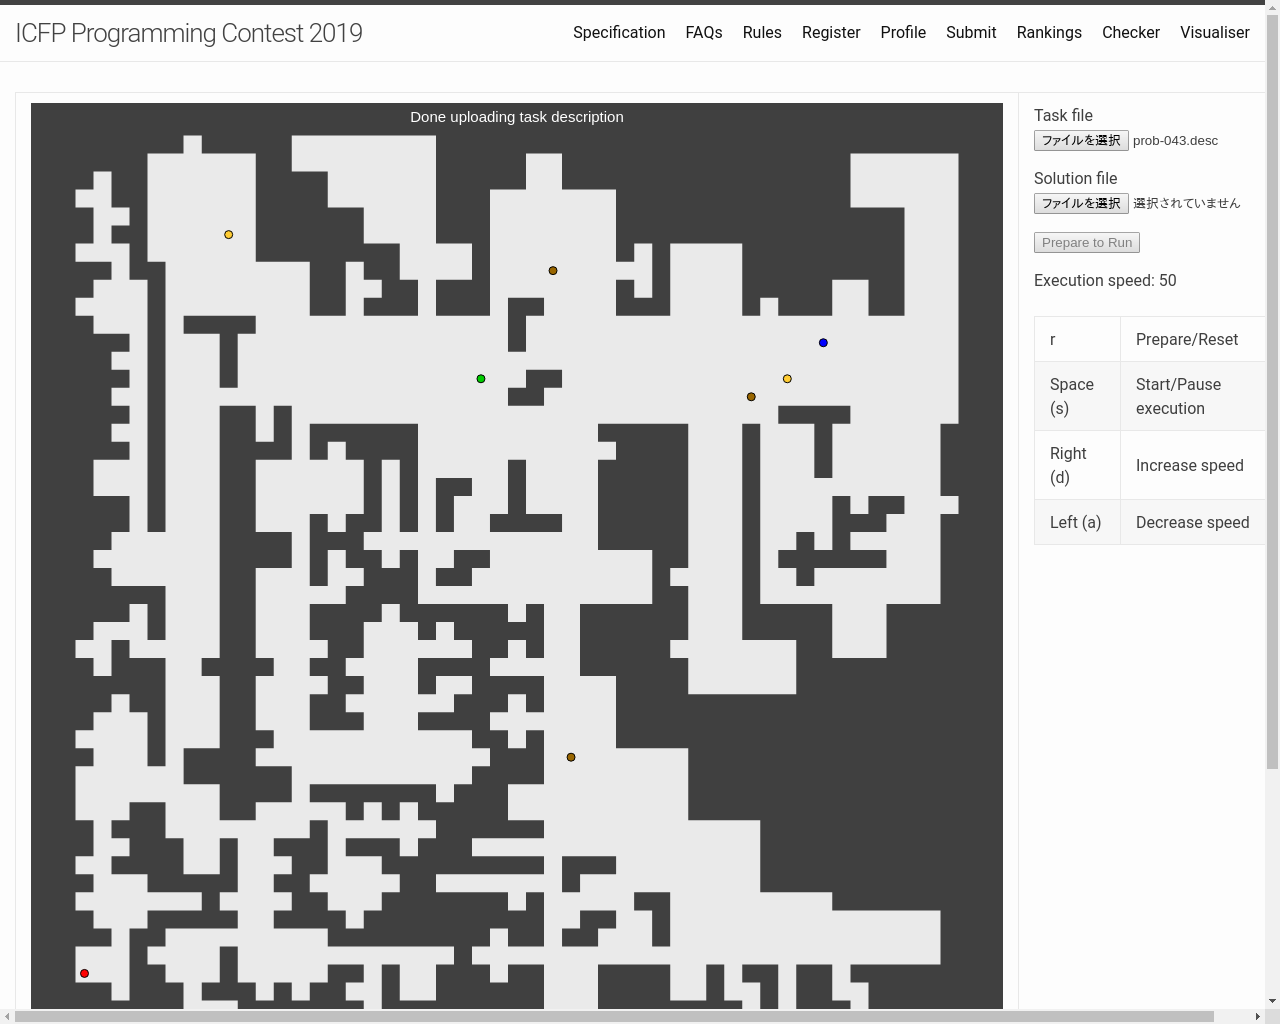 ICFP Programming Contest 2019
Specification FAQs Rules Register Profile Submit Rankings Checker Visualiser
Done uploading task description
Task file
ファイルを選択 prob-043.desc
Solution file
ファイルを選択 選択されていません
Prepare to Run
Execution speed: 50
r Prepare/Reset
Space (s) Start/Pause execution
Right (d) Increase speed
Left (a) Decrease speed